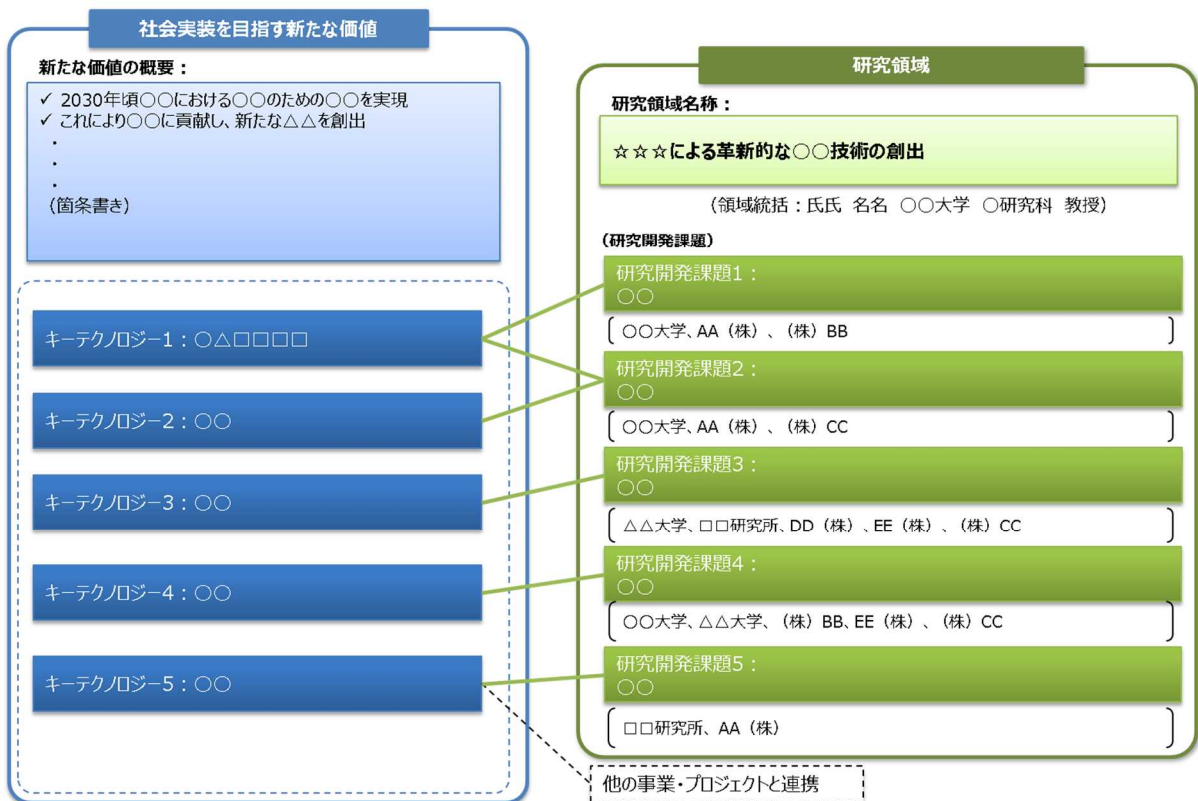 社会実装を目指す新たな価値
新たな価値の概要：
✓ 2030年頃○○における○○のための○○を実現
✓ これにより○○に貢献し、新たな△△を創出
・
・
・
（箇条書き）
キーテクノロジー1：○△□□□□
キーテクノロジー2：○○
キーテクノロジー3：○○
キーテクノロジー4：○○
キーテクノロジー5：○○
研究領域
研究領域名称：
☆☆☆による革新的な○○技術の創出
（領域統括：氏氏 名名 ○○大学 ○研究科 教授）
（研究開発課題）
研究開発課題1：
○○
○○大学、AA（株）、（株）BB
研究開発課題2：
○○
○○大学、AA（株）、（株）CC
研究開発課題3：
○○
△△大学、□□研究所、DD（株）、EE（株）、（株）CC
研究開発課題4：
○○
○○大学、△△大学、（株）BB、EE（株）、（株）CC
研究開発課題5：
○○
□□研究所、AA（株）
他の事業・プロジェクトと連携